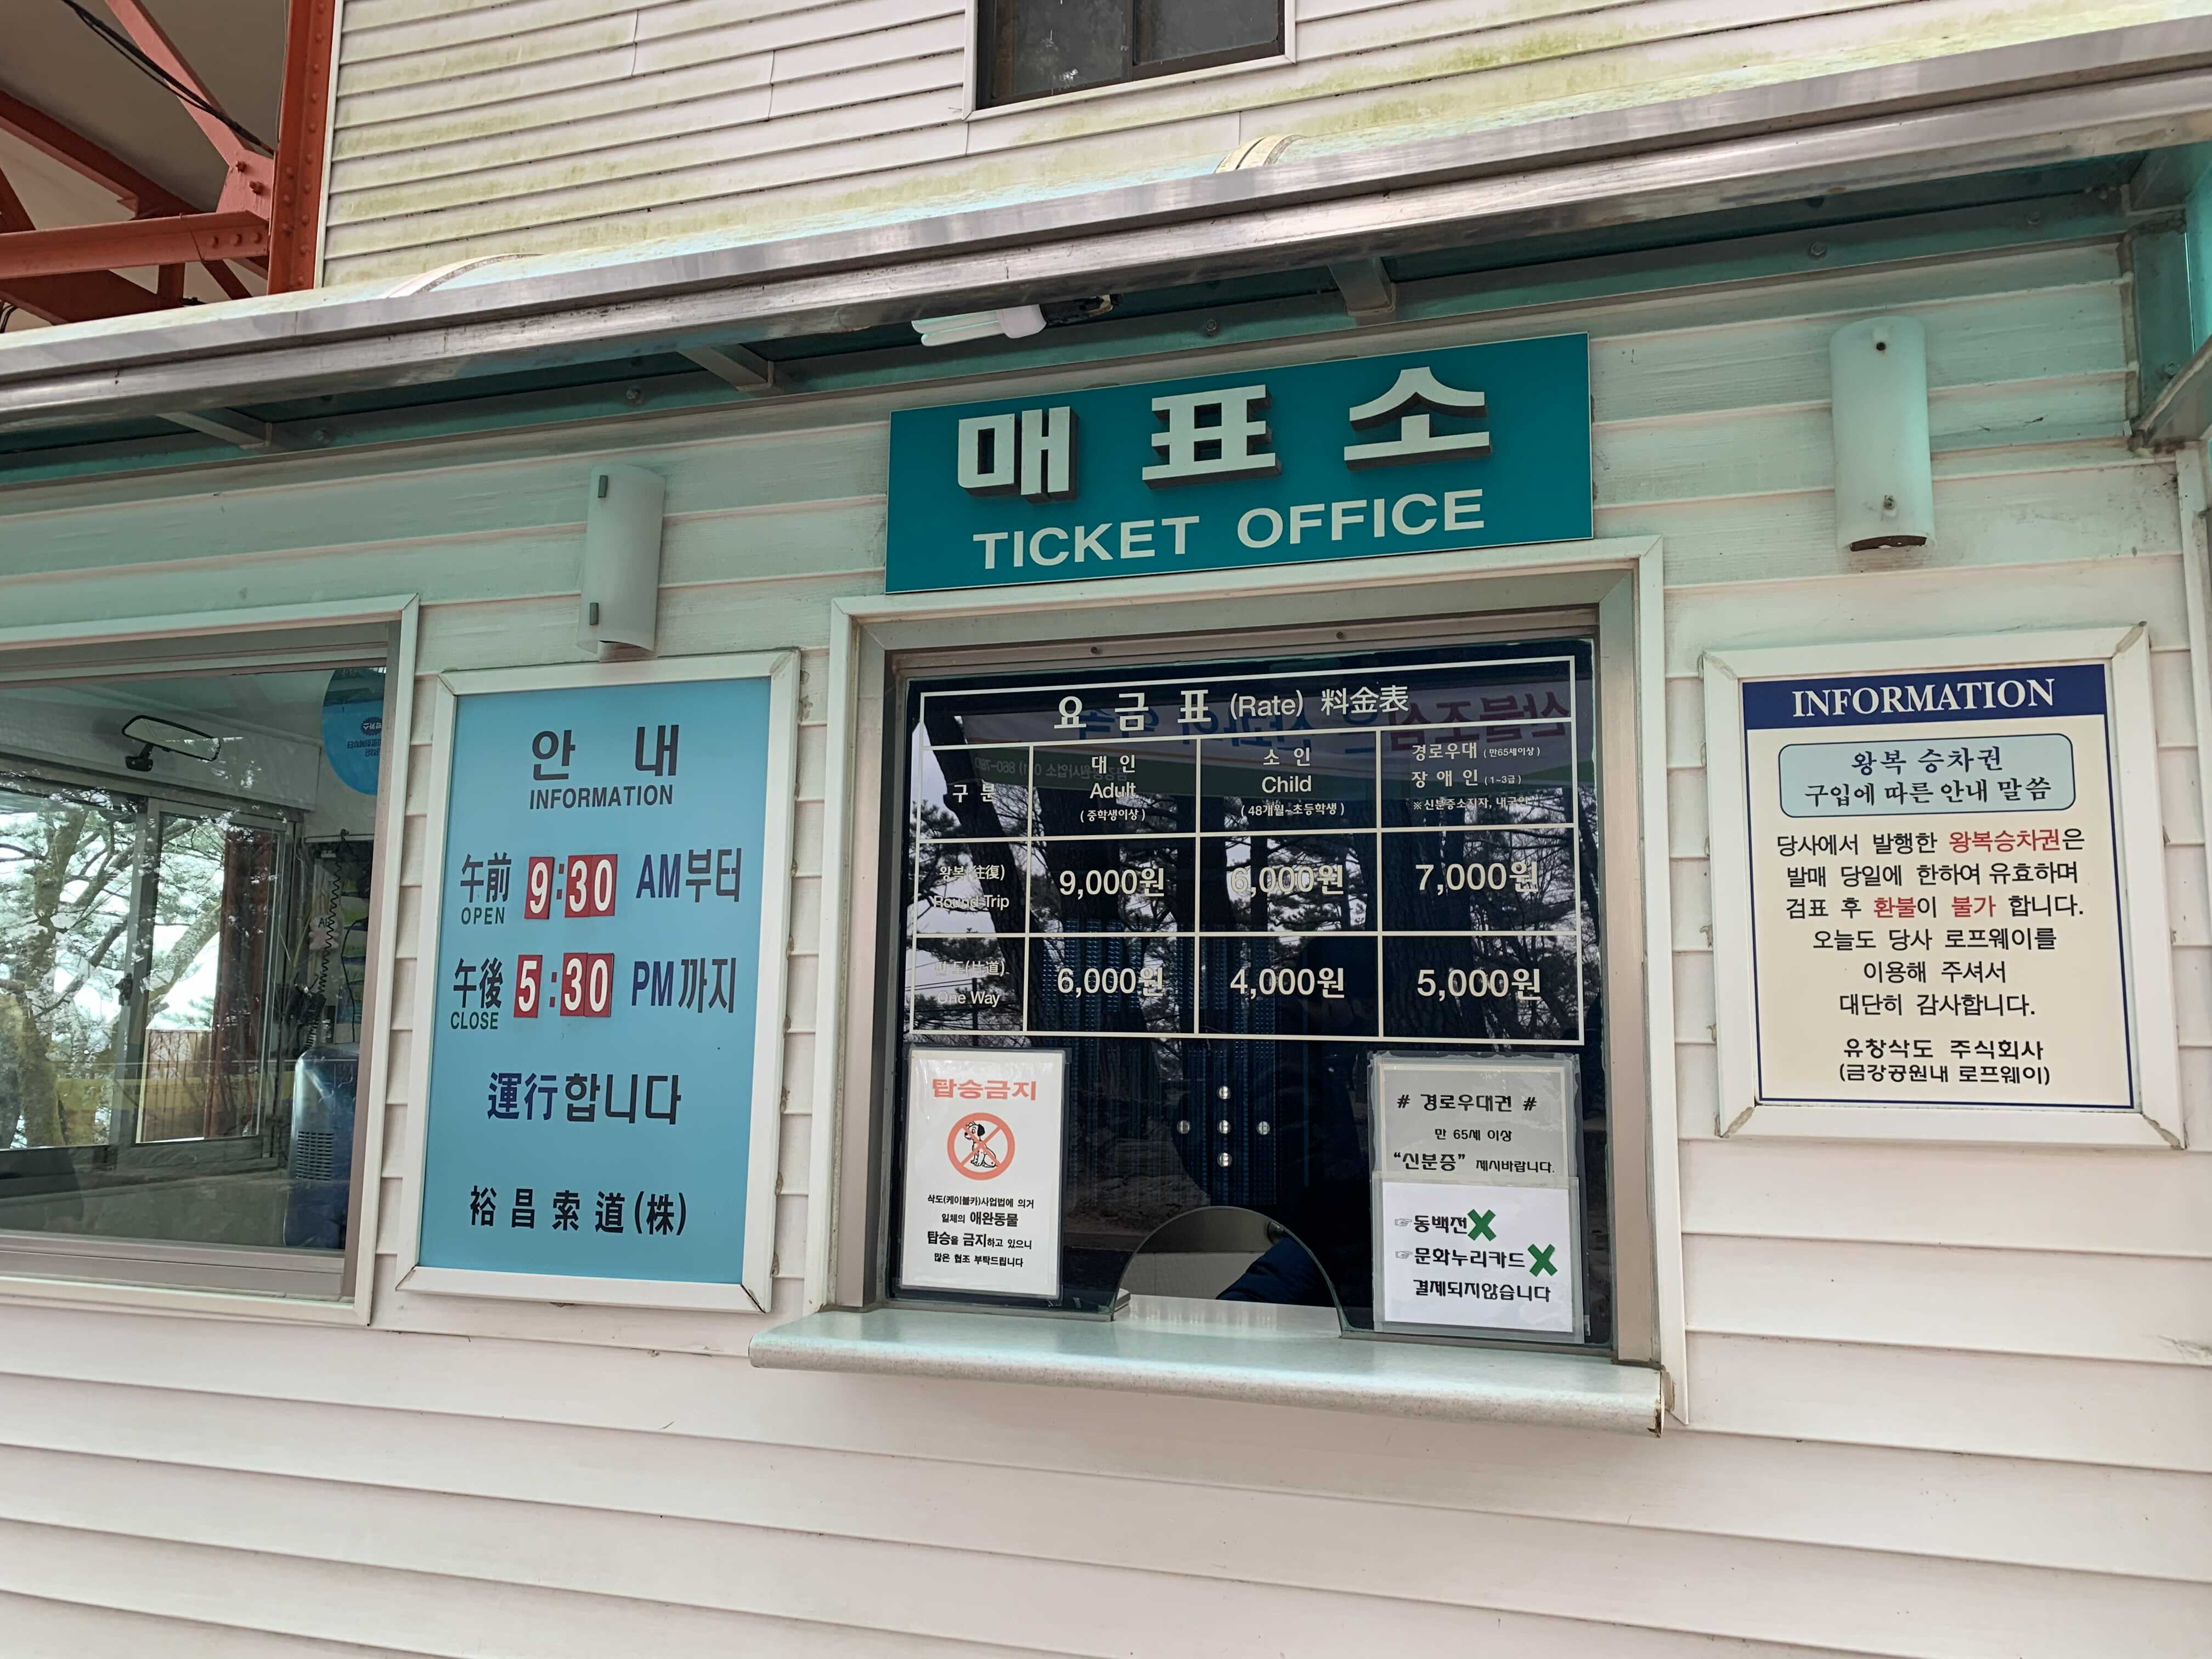 매표소
TICKET OFFICE
안 내
INFORMATION
午前 9:30 AM부터
OPEN
午後 5:30 PM까지
CLOSE
運行합니다
裕昌索道(株)
요 금 표 (Rate) 料金表
구 분
대 인
Adult
(중학생이상)
소 인
Child
(48개월~초등학생)
경로우대 (만65세이상)
장 애 인 (1~3급)
※신분증소지자, 내국인
왕복(往復)
Round Trip
9,000원 6,000원 7,000원
편도(片道)
One Way
6,000원 4,000원 5,000원
탑승금지
삭도(케이블카)사업법에 의거
일체의 애완동물
탑승을 금지하고 있으니
많은 협조 부탁드립니다
# 경로우대권 #
만 65세 이상
“신분증” 제시바랍니다.
☞동백전X
☞문화누리카드X
결제되지않습니다
INFORMATION
왕복 승차권
구입에 따른 안내 말씀
당사에서 발행한 왕복승차권은
발매 당일에 한하여 유효하며
검표 후 환불이 불가 합니다.
오늘도 당사 로프웨이를
이용해 주셔서
대단히 감사합니다.
유창삭도 주식회사
(금강공원내 로프웨이)